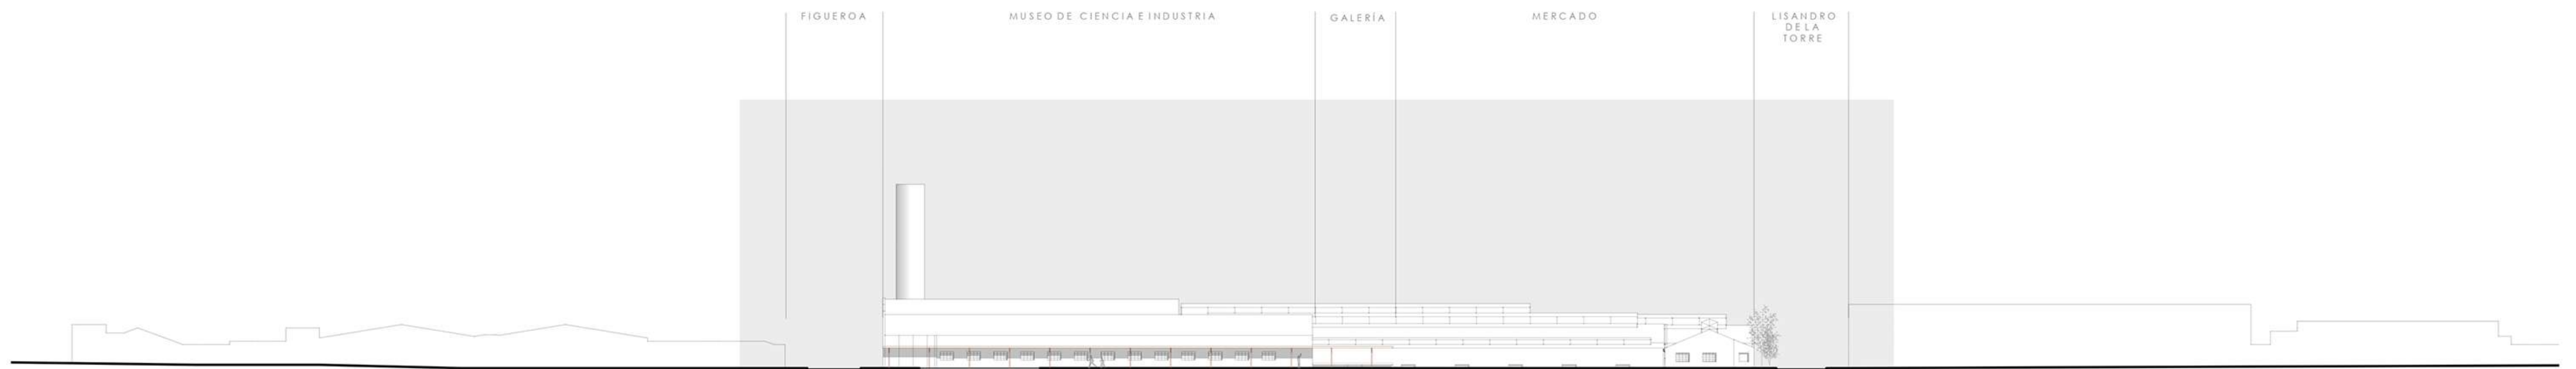 FIGUEROA
MUSEO DE CIENCIA E INDUSTRIA
GALERÍA
MERCADO
LISANDRO
DE LA
TORRE